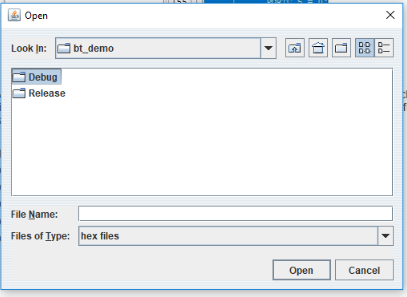 Open
Look In: bt_demo
Debug
Release
File Name:
Files of Type: hex files
Open Cancel